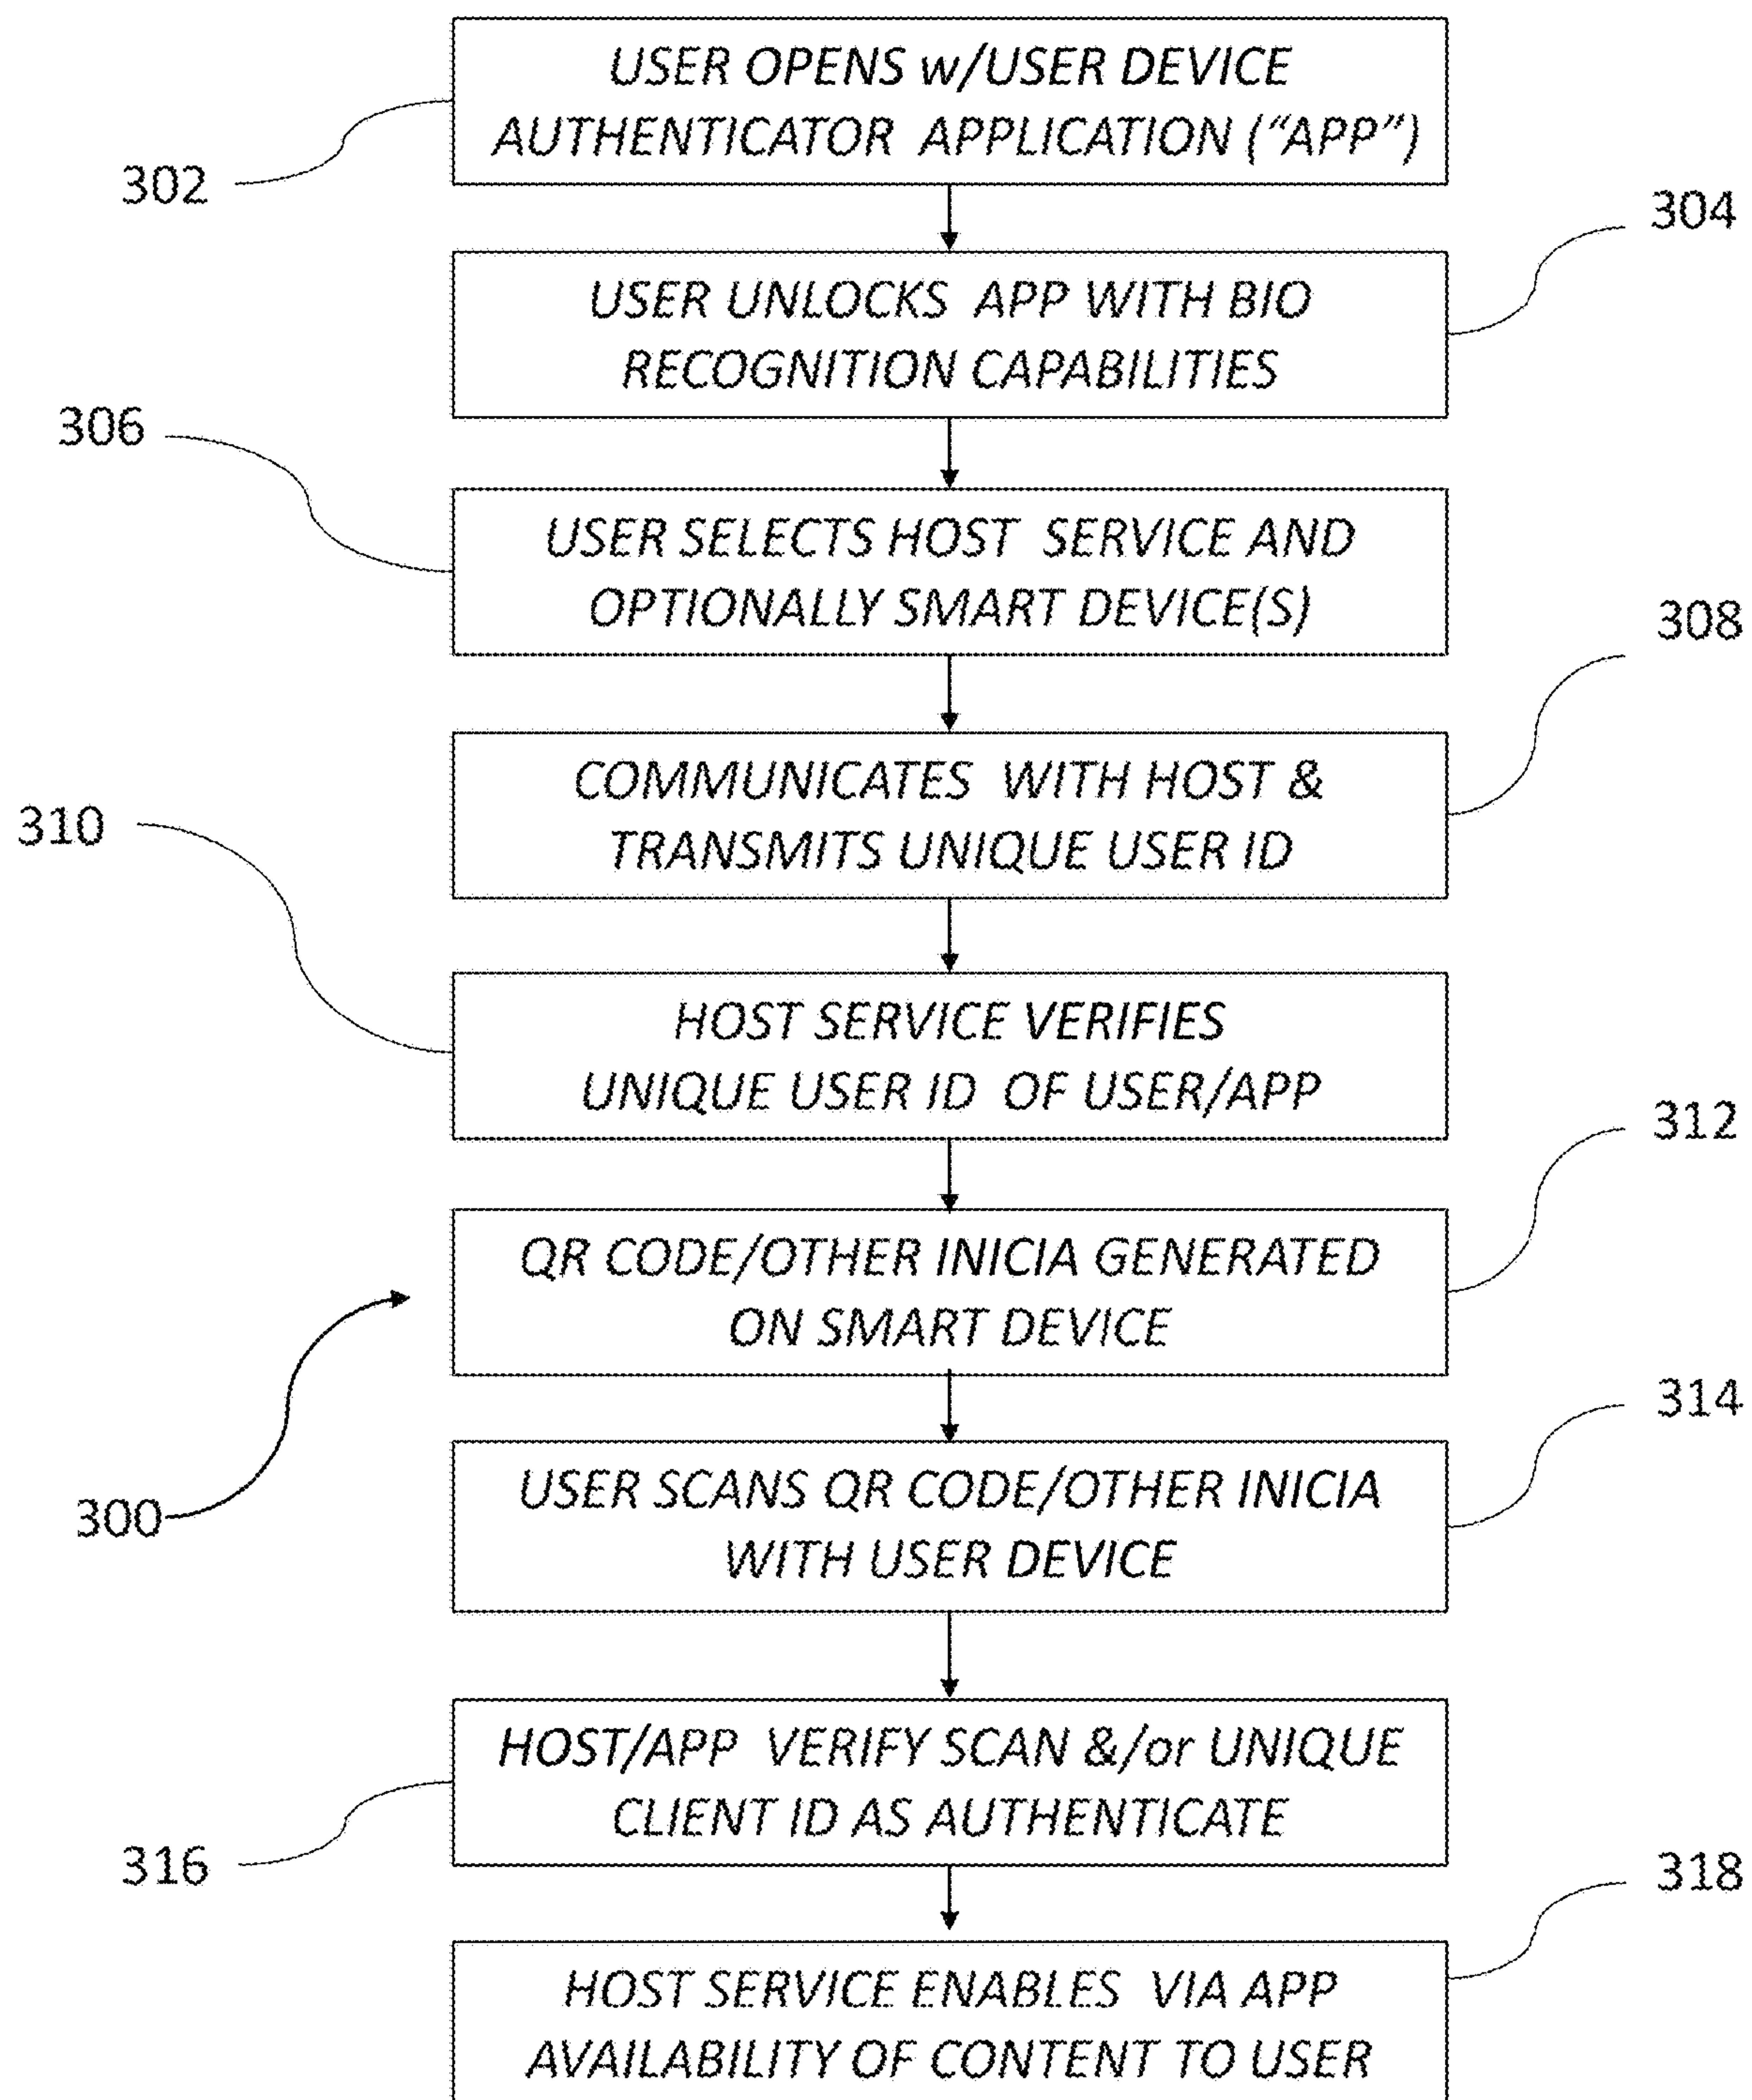 USER OPENS w/USER DEVICE
AUTHENTICATOR APPLICATION (“APP”)
302
304
USER UNLOCKS APP WITH BIO
RECOGNITION CAPABILITIES
306
USER SELECTS HOST SERVICE AND
OPTIONALLY SMART DEVICE(S)
308
COMMUNICATES WITH HOST &
TRANSMITS UNIQUE USER ID
310
HOST SERVICE VERIFIES
UNIQUE USER ID OF USER/APP
312
QR CODE/OTHER INICIA GENERATED
ON SMART DEVICE
300
314
USER SCANS QR CODE/OTHER INICIA
WITH USER DEVICE
HOST/APP VERIFY SCAN &/or UNIQUE
CLIENT ID AS AUTHENTICATE
316
318
HOST SERVICE ENABLES VIA APP
AVAILABILITY OF CONTENT TO USER